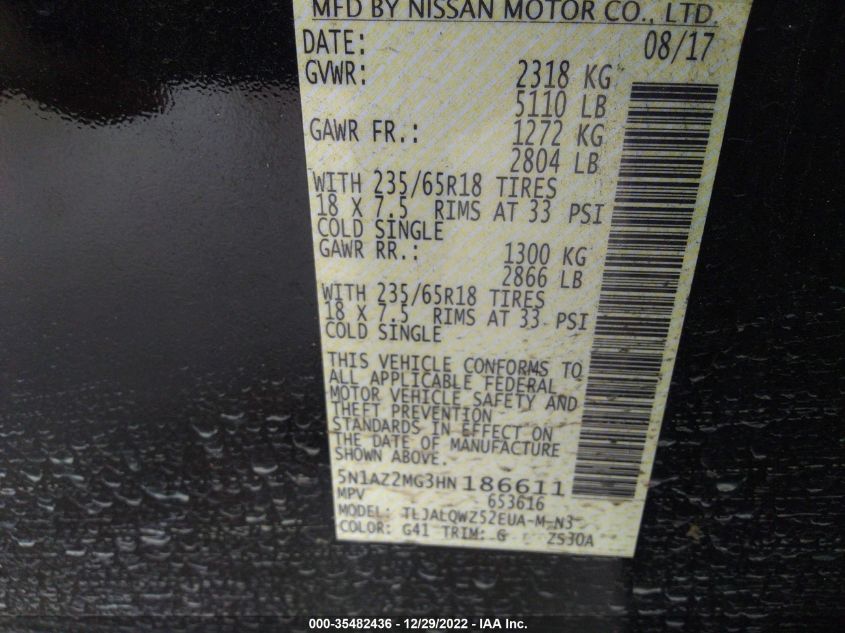 MFD BY NISSAN MOTOR CO., LTD.
DATE: 08/17
GVWR: 2318 KG
5110 LB
GAWR FR.: 1272 KG
2804 LB
WITH 235/65R18 TIRES
18 X 7.5 RIMS AT 33 PSI
COLD SINGLE
GAWR RR.: 1300 KG
2866 LB
WITH 235/65R18 TIRES
18 X 7.5 RIMS AT 33 PSI
COLD SINGLE
THIS VEHICLE CONFORMS TO
ALL APPLICABLE FEDERAL
MOTOR VEHICLE SAFETY AND
THEFT PREVENTION
STANDARDS IN EFFECT ON
THE DATE OF MANUFACTURE
SHOWN ABOVE.
5N1AZ2MG3HN186611
MPV 653616
MODEL: TLJALQWZ52EUA-M N3
COLOR: G41 TRIM: G ZS30A
000-35482436 - 12/29/2022 - IAA Inc.